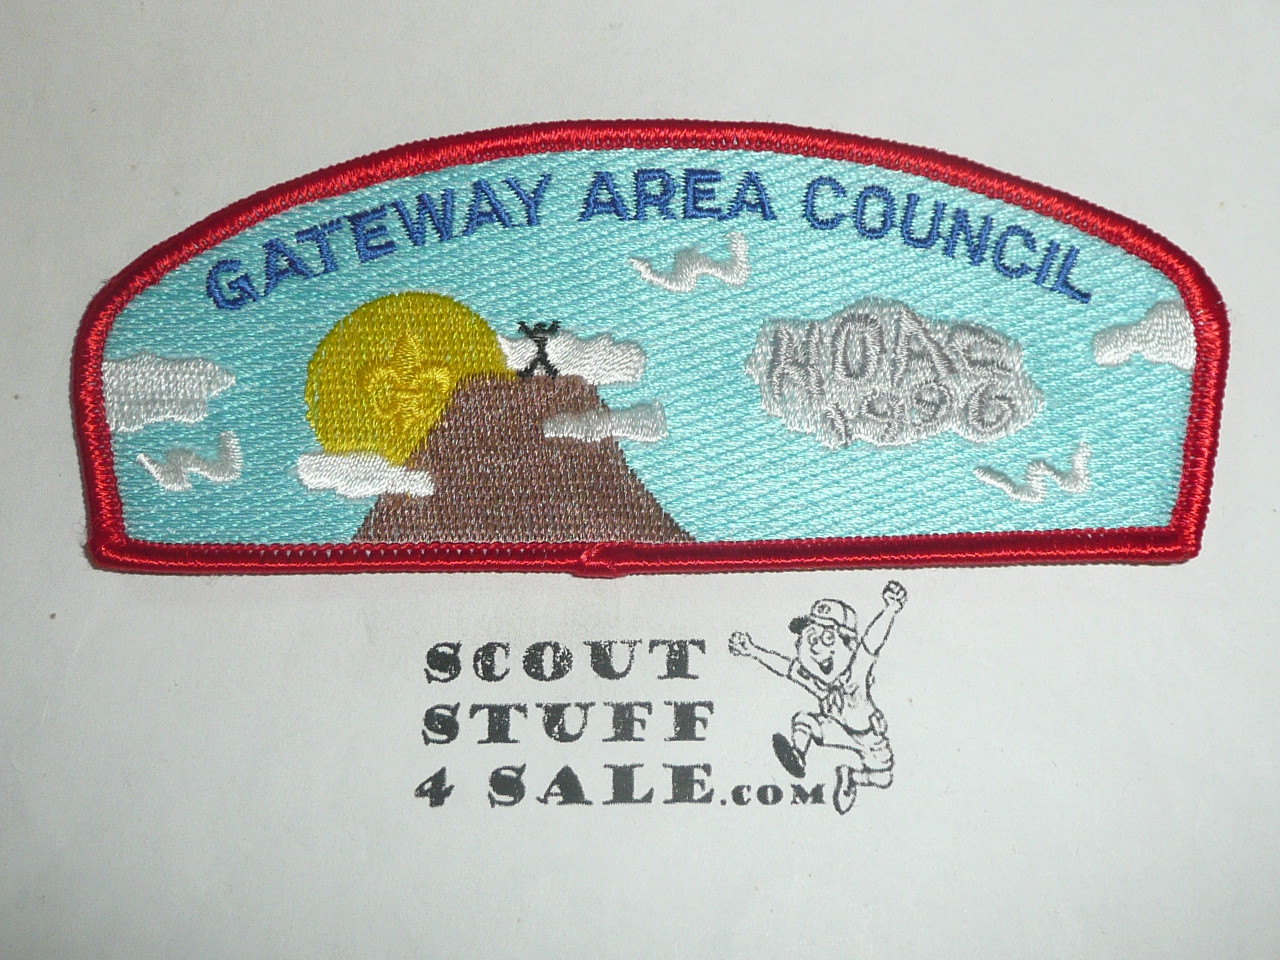 GATEWAY AREA COUNCIL
NOAC
1996
SCOUT
STUFF
4 SALE.COM